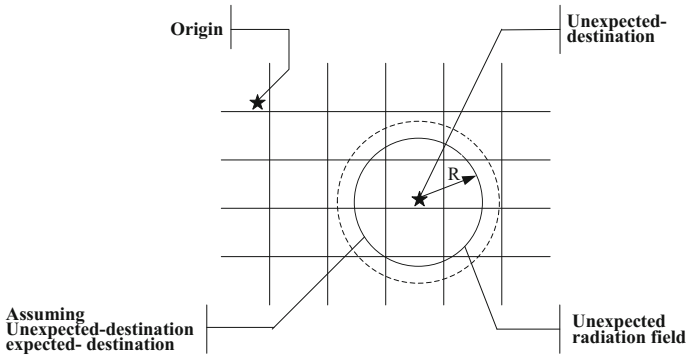 Origin
Unexpected-
destination
R
Assuming
Unexpected-destination
expected- destination
Unexpected
radiation field